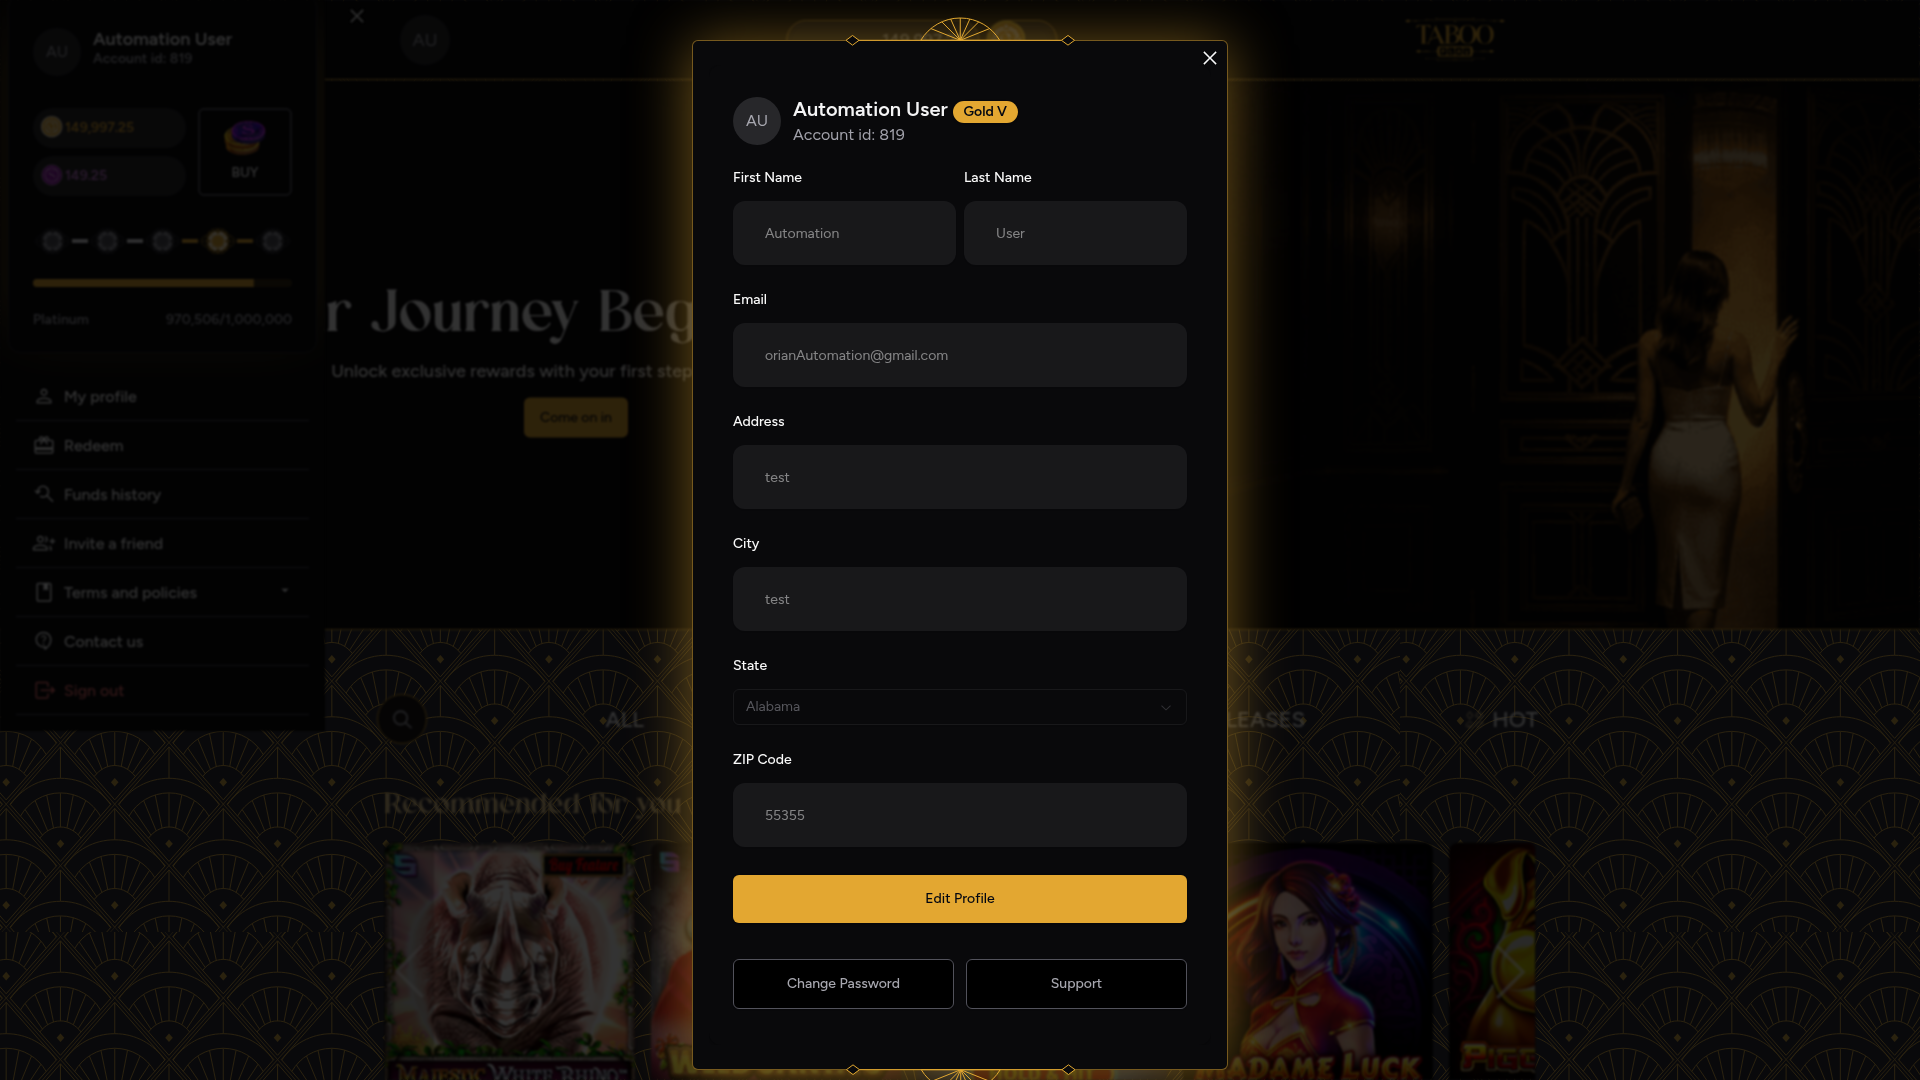 AU
Automation User
Account id: 819
149,997.25
149.25
BUY
Platinum
970,506/1,000,000
My profile
Redeem
Funds history
Invite a friend
Terms and policies
Contact us
Sign out
AU
TABOO
r Journey Beg
Unlock exclusive rewards with your first step
Come on in
AU
Automation User Gold V
Account id: 819
First Name
Last Name
Automation
User
Email
orianAutomation@gmail.com
Address
test
City
test
State
Alabama
ZIP Code
55355
Edit Profile
Change Password
Support
ALL
LEASES
HOT
Recommended for you
Buy Feature
MAJESTIC WHITE RHINO
MADAME LUCK
PIGG